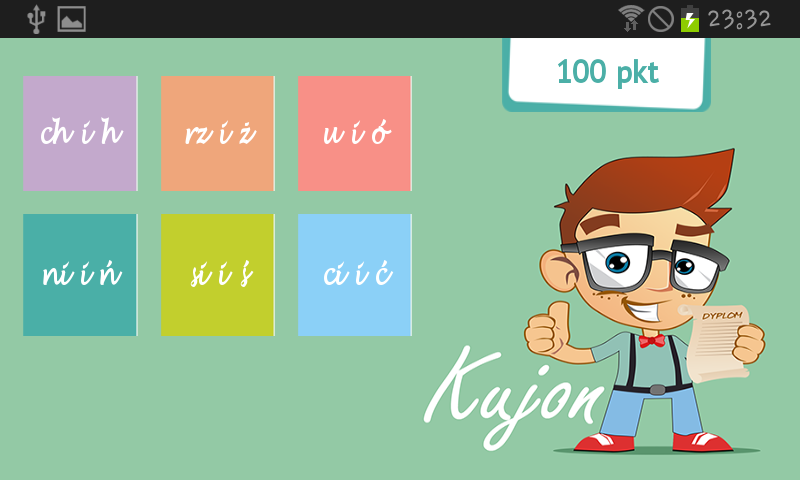 23:32
100 pkt
ch i h
rz i ż
u i ó
ni i ń
si i ś
ci i ć
DYPLOM
Kujon